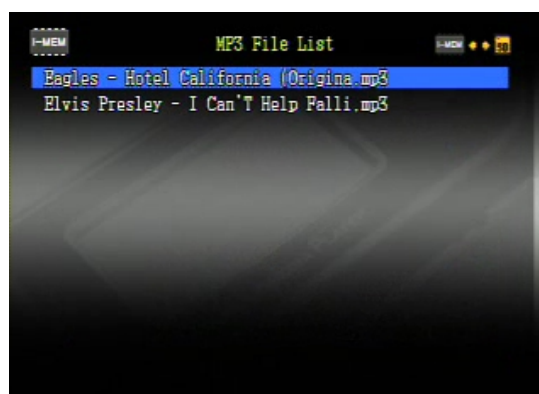 I-MEM
MP3 File List
I-MEM SD
Eagles - Hotel California (Origina.mp3
Elvis Presley - I Can'T Help Falli.mp3